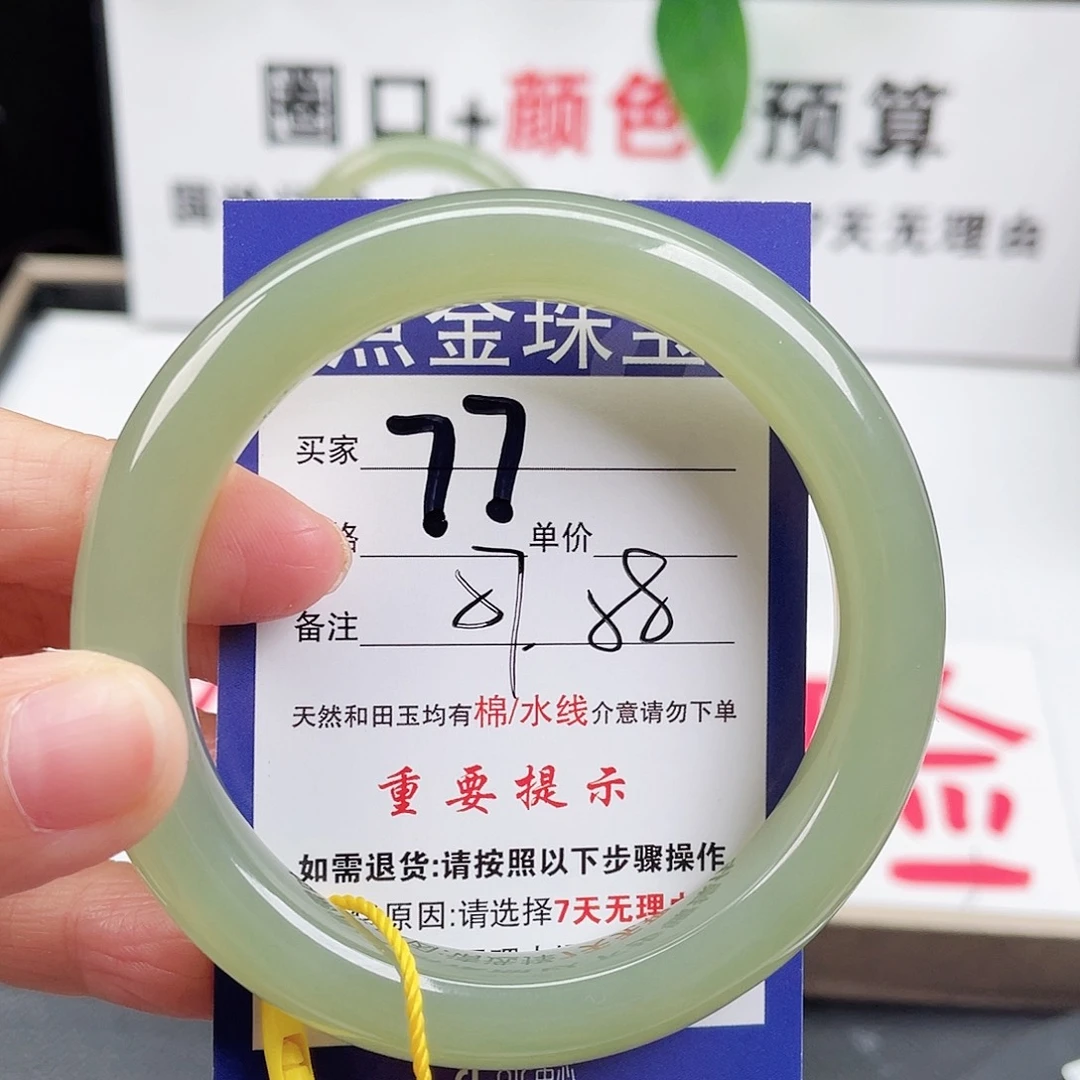 圈口+颜色 预算
7天无理由
金珠宝
买家 77
单价
备注 87.88
天然和田玉均有棉/水线介意请勿下单
重要提示
如需退货:请按照以下步骤操作
原因:请选择7天无理由